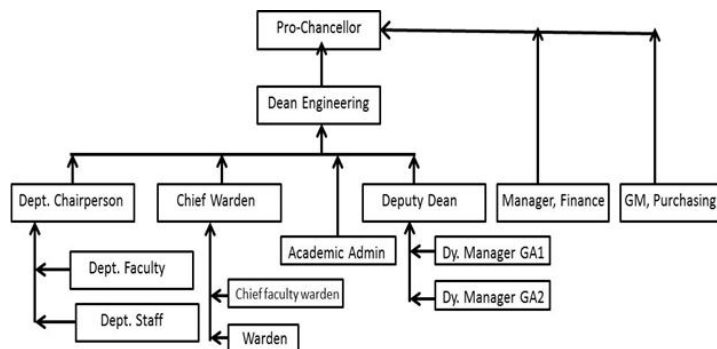 Pro-Chancellor
Dean Engineering
Dept. Chairperson
Chief Warden
Deputy Dean
Manager, Finance
GM, Purchasing
Academic Admin
Dy. Manager GA1
Dept. Faculty
Chief faculty warden
Dy. Manager GA2
Dept. Staff
Warden